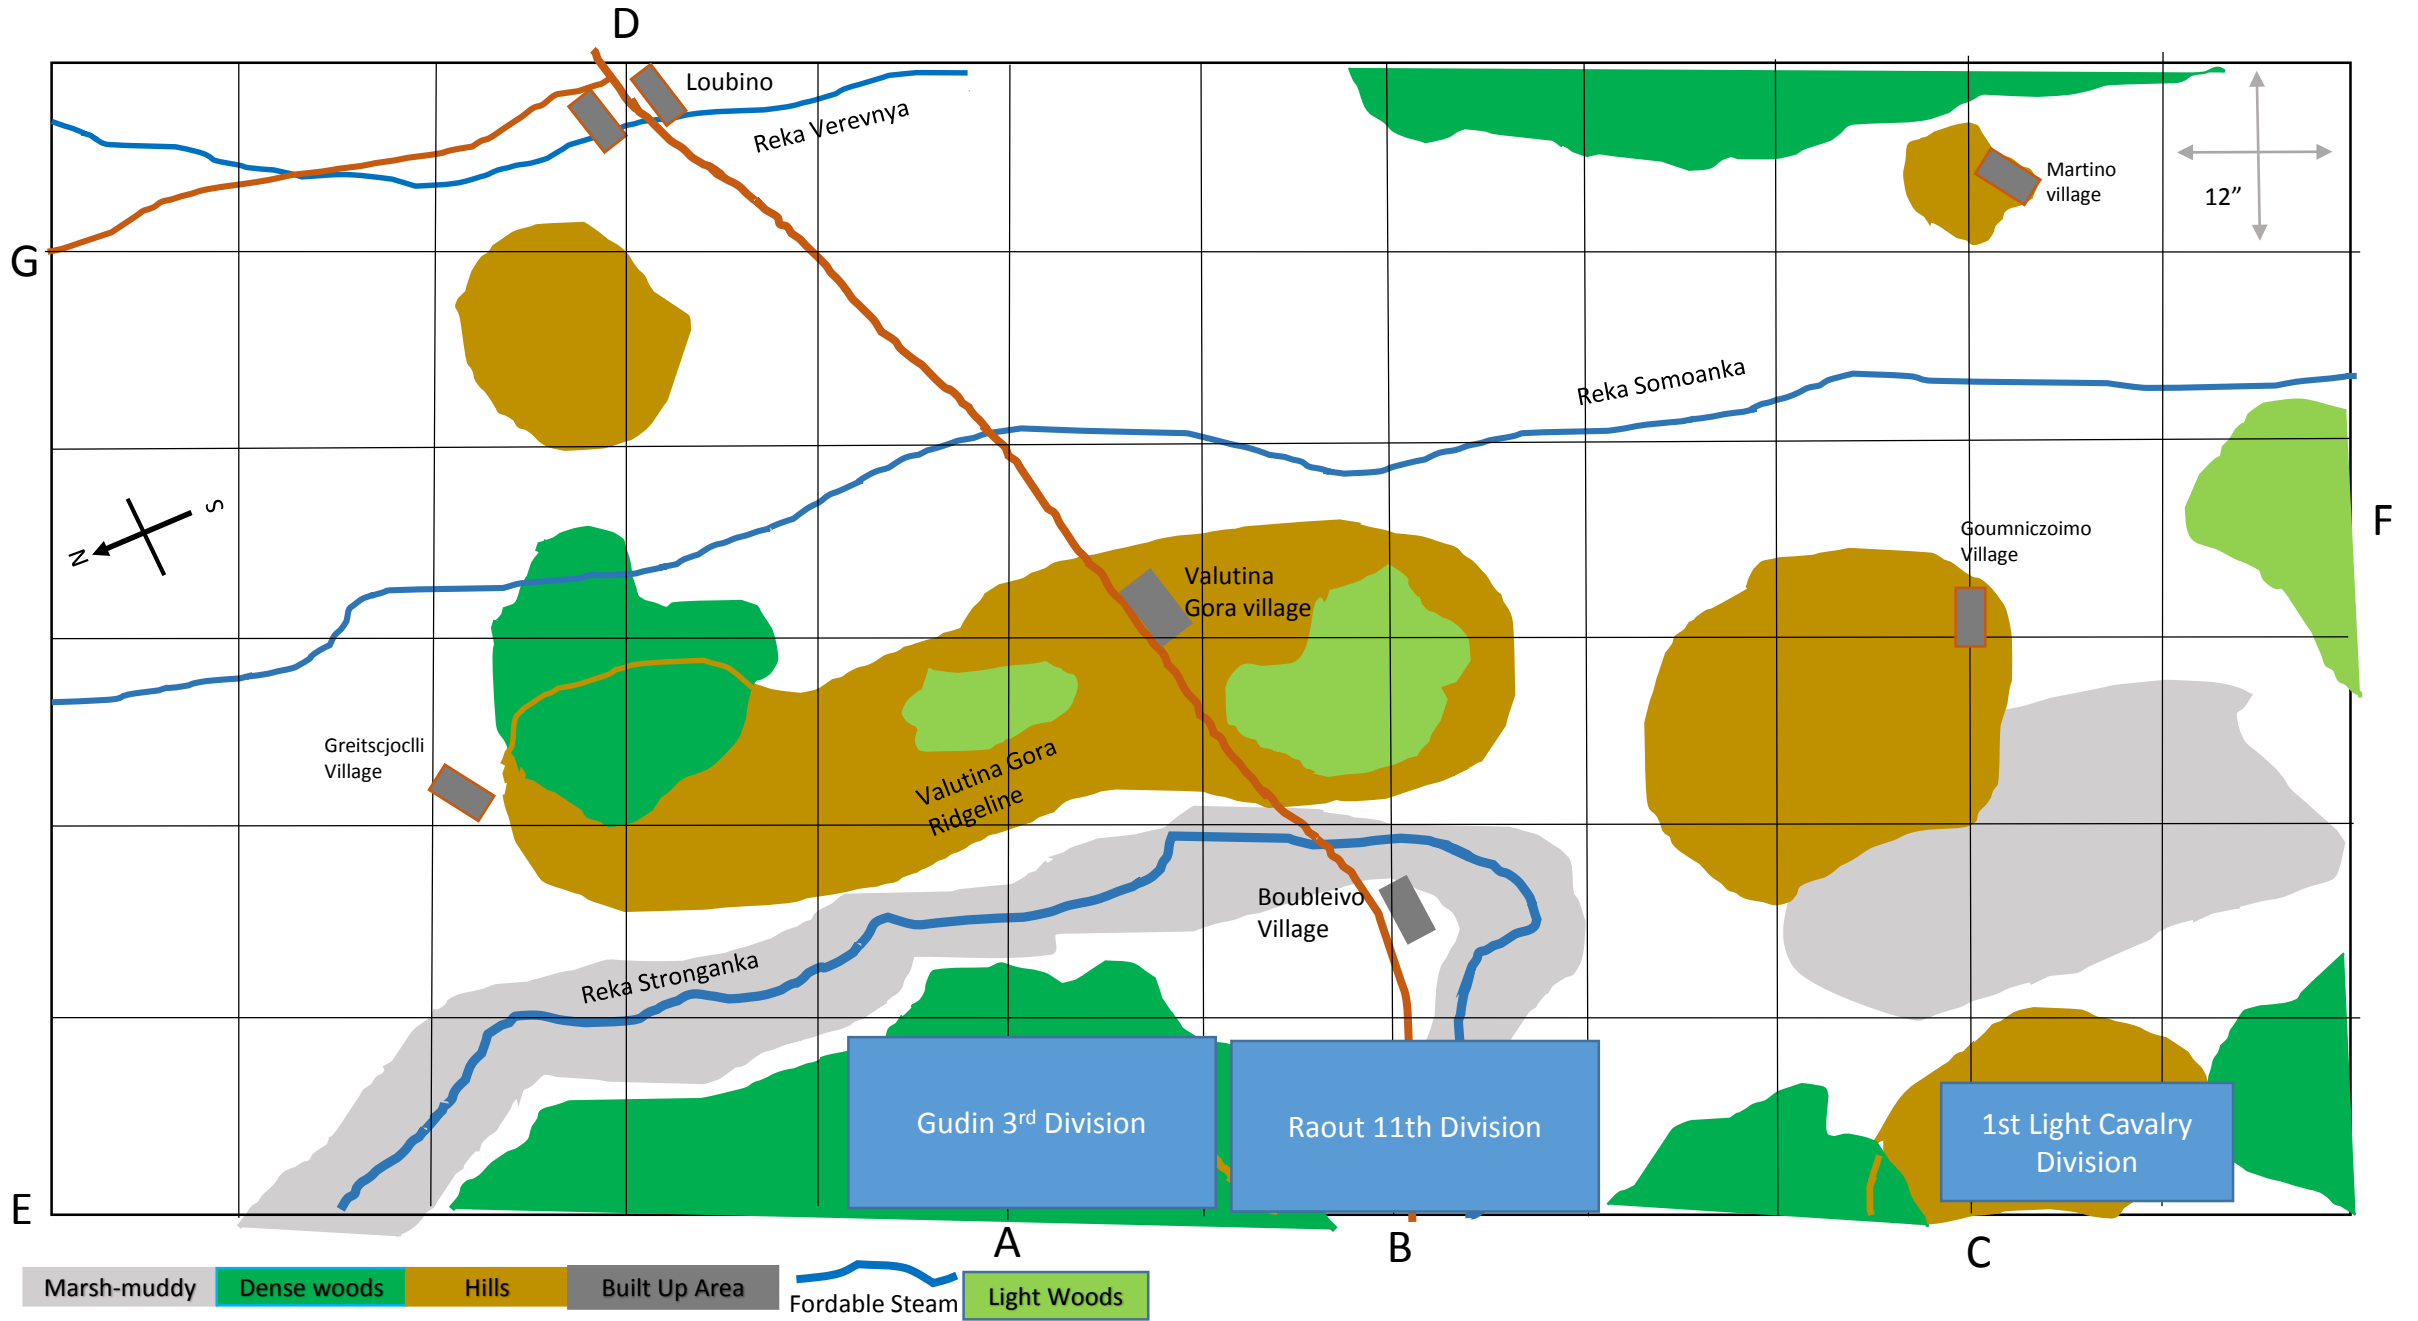 D
Loubino
Reka Verevnya
Martino
village
12”
G
Reka Somoanka
S
N
Goumniczoimo
Village
F
Valutina
Gora village
Greitscjoclli
Village
Valutina Gora
Ridgeline
Boubleivo
Village
Reka Stronganka
Gudin 3rd Division
Raout 11th Division
1st Light Cavalry
Division
E
A
B
C
Marsh-muddy
Dense woods
Hills
Built Up Area
Fordable Steam
Light Woods